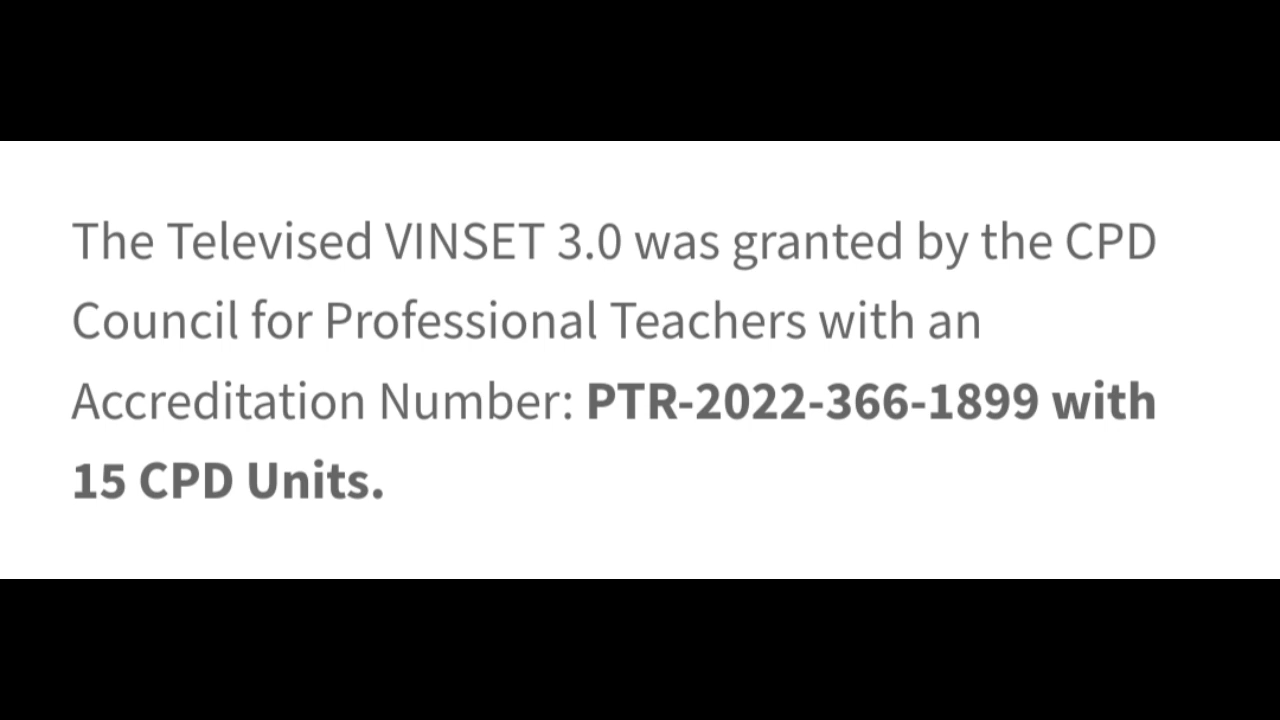 The Televised VINSET 3.0 was granted by the CPD
Council for Professional Teachers with an
Accreditation Number: PTR-2022-366-1899 with
15 CPD Units.